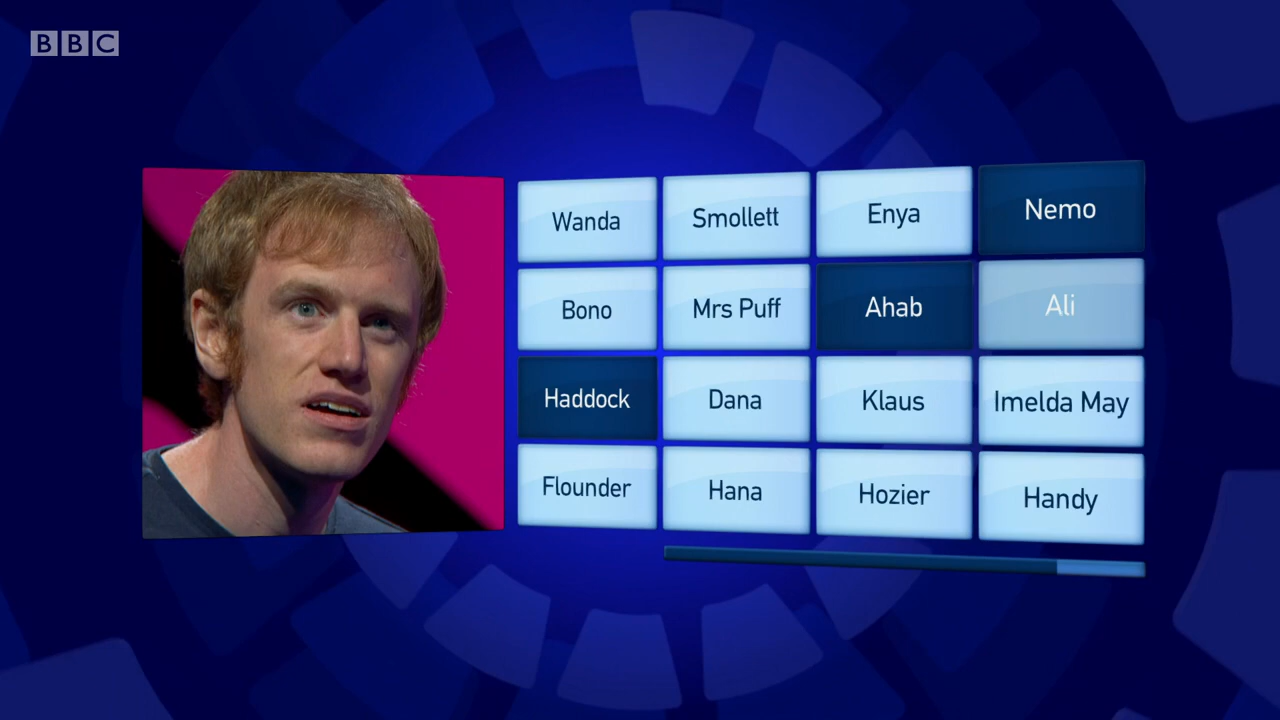 BBC
Wanda
Smollett
Enya
Nemo
Bono
Mrs Puff
Ahab
Ali
Haddock
Dana
Klaus
Imelda May
Flounder
Hana
Hozier
Handy